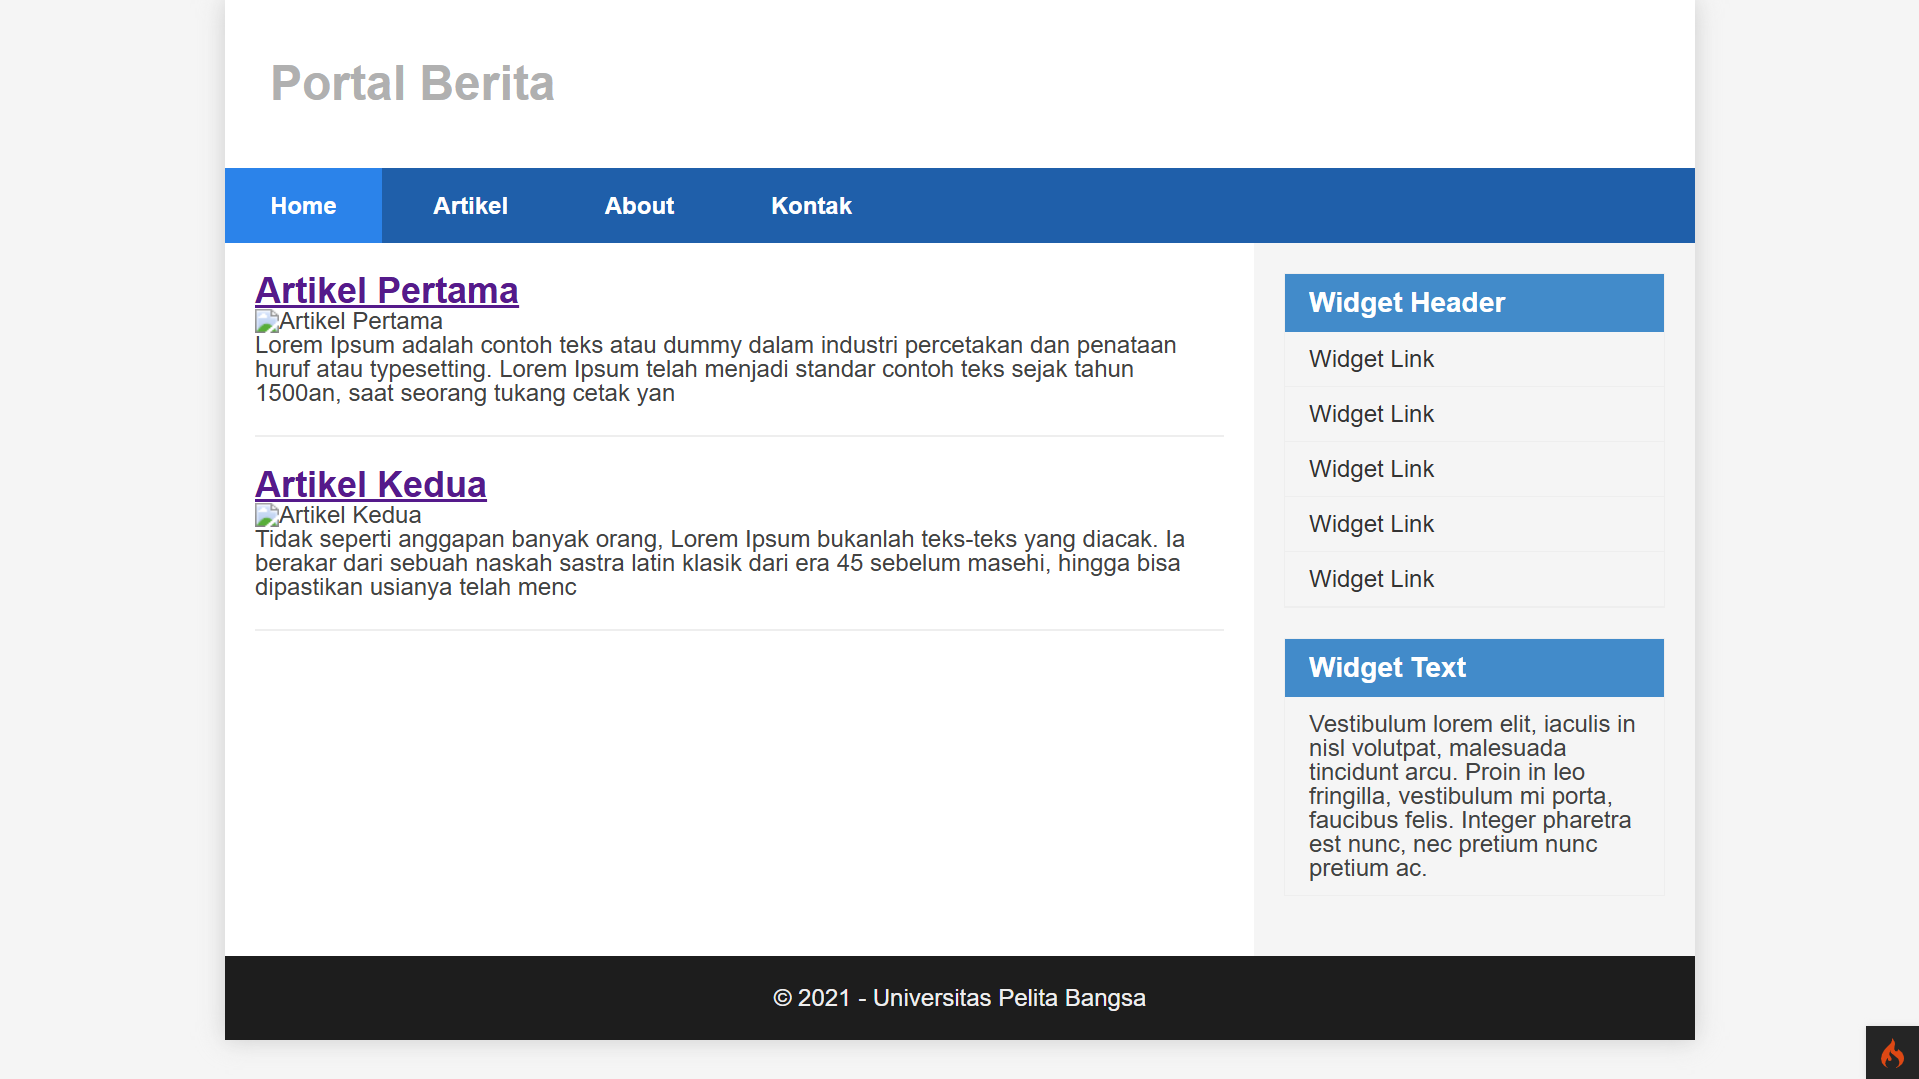 Portal Berita
Home
Artikel
About
Kontak
Artikel Pertama
Artikel Pertama
Lorem Ipsum adalah contoh teks atau dummy dalam industri percetakan dan penataan
huruf atau typesetting. Lorem Ipsum telah menjadi standar contoh teks sejak tahun
1500an, saat seorang tukang cetak yan
Artikel Kedua
Artikel Kedua
Tidak seperti anggapan banyak orang, Lorem Ipsum bukanlah teks-teks yang diacak. Ia
berakar dari sebuah naskah sastra latin klasik dari era 45 sebelum masehi, hingga bisa
dipastikan usianya telah menc
Widget Header
Widget Link
Widget Link
Widget Link
Widget Link
Widget Link
Widget Text
Vestibulum lorem elit, iaculis in
nisl volutpat, malesuada
tincidunt arcu. Proin in leo
fringilla, vestibulum mi porta,
faucibus felis. Integer pharetra
est nunc, nec pretium nunc
pretium ac.
© 2021 - Universitas Pelita Bangsa